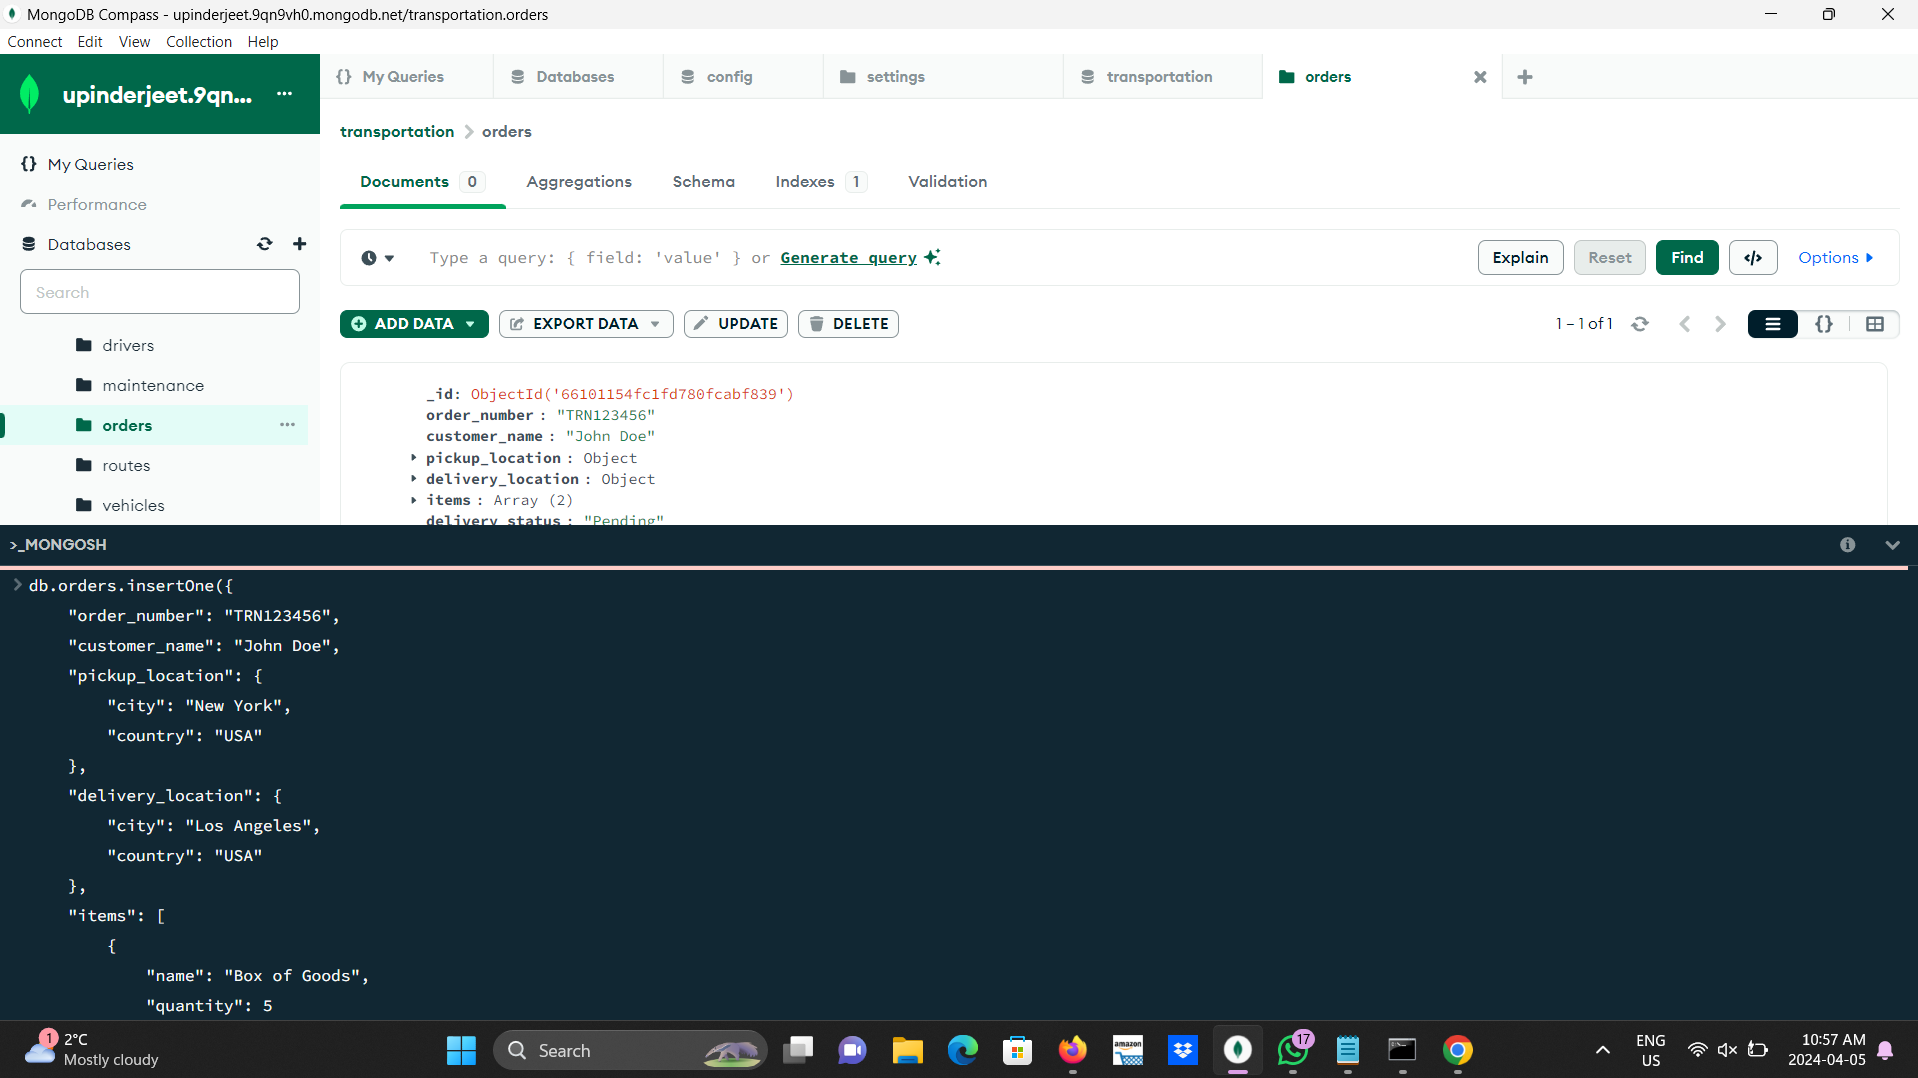 MongoDB Compass - upinderjeet.9qn9vh0.mongodb.net/transportation.orders
Connect Edit View Collection Help
upinderjeet.9qn... ...
{} My Queries
Databases
config
settings
transportation
orders
transportation > orders
{} My Queries
Performance
Databases
Search
drivers
maintenance
orders ...
routes
vehicles
Documents 0 Aggregations Schema Indexes 1 Validation
Type a query: { field: 'value' } or Generate query
Explain Reset Find </> Options
ADD DATA EXPORT DATA UPDATE DELETE
1 – 1 of 1 {}
_id: ObjectId('66101154fc1fd780fcabf839')
order_number : "TRN123456"
customer_name : "John Doe"
pickup_location : Object
delivery_location : Object
items : Array (2)
delivery_status : "Pending"
>_MONGOSH
> db.orders.insertOne({
"order_number": "TRN123456",
"customer_name": "John Doe",
"pickup_location": {
"city": "New York",
"country": "USA"
},
"delivery_location": {
"city": "Los Angeles",
"country": "USA"
},
"items": [
{
"name": "Box of Goods",
"quantity": 5
1
2°C
Mostly cloudy
Search
amazon
17
ENG
US
10:57 AM
2024-04-05